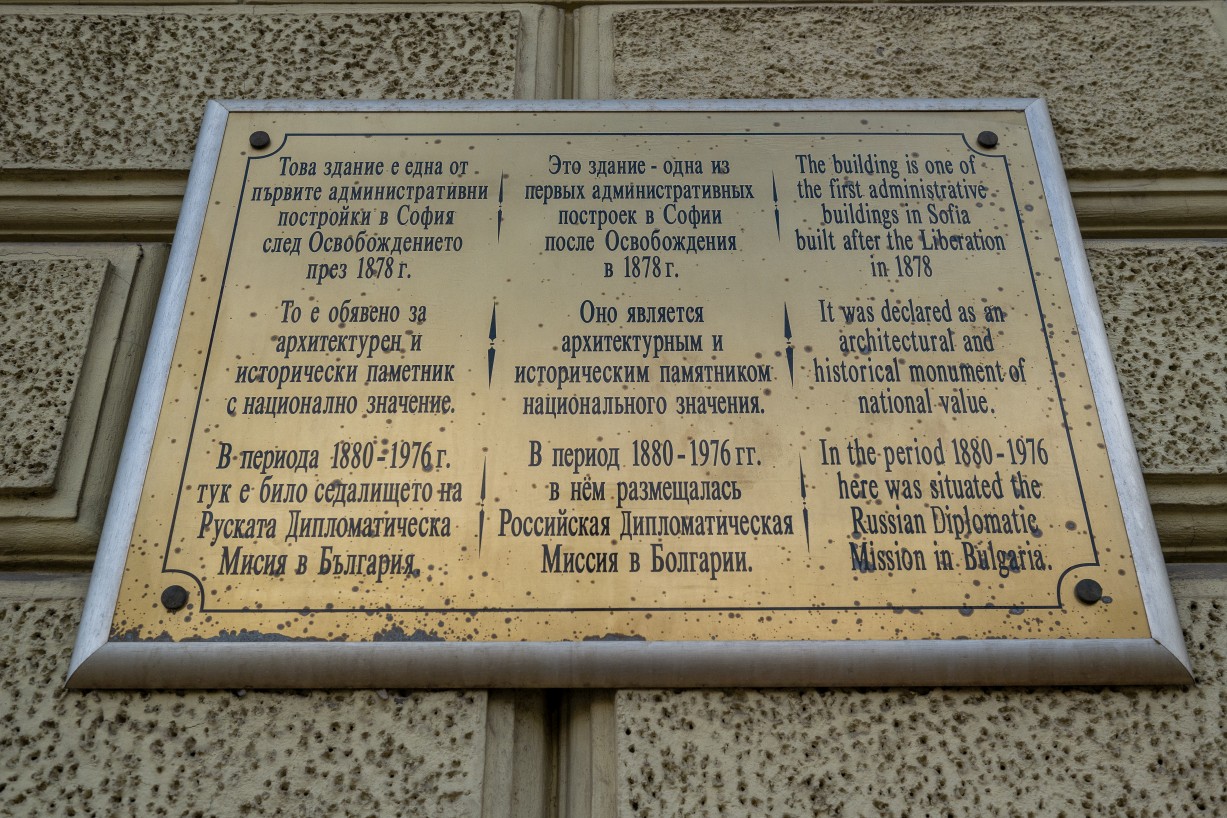 Това здание е една от
първите административни
постройки в София
след Освобождението
през 1878 г.
То е обявено за
архитектурен и
исторически паметник
с национално значение.
В периода 1880-1976 г.
тук е било седалището на
Руската Дипломатическа
Мисия в България.
Это здание - одна из
первых административных
построек в Софии
после Освобождения
в 1878 г.
Оно является
архитектурным и
историческим памятником
национального значения.
В период 1880-1976 гг.
в нём размещалась
Российская Дипломатическая
Миссия в Болгарии.
The building is one of
the first administrative
buildings in Sofia
built after the Liberation
in 1878
It was declared as an
architectural and
historical monument of
national value.
In the period 1880-1976
here was situated the
Russian Diplomatic
Mission in Bulgaria.